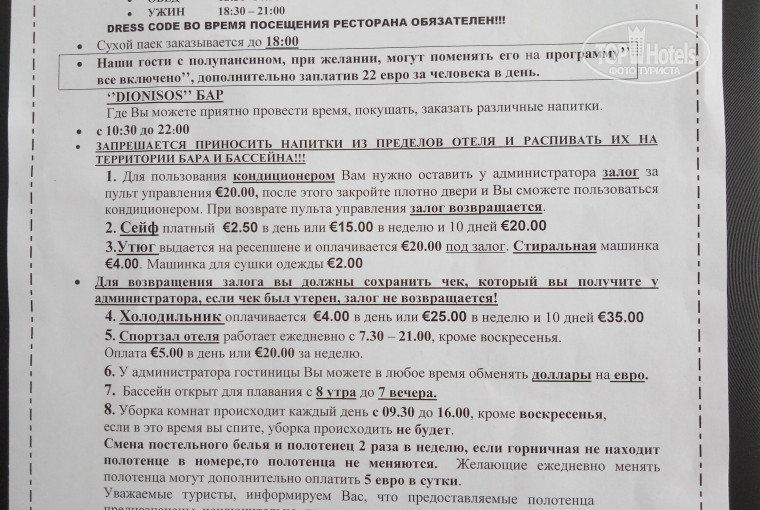 УЖИН – 18:30 – 21:00
DRESS CODE ВО ВРЕМЯ ПОСЕЩЕНИЯ РЕСТОРАНА ОБЯЗАТЕЛЕН!!!
• Сухой паек заказывается до 18:00
• Наши гости с полупансином, при желании, могут поменять его на программу’’
все включено’’, дополнительно заплатив 22 евро за человека в день.
‘‘DIONISOS’’ БАР
Где Вы можете приятно провести время, покушать, заказать различные напитки.
• с 10:30 до 22:00
• ЗАПРЕШАЕТСЯ ПРИНОСИТЬ НАПИТКИ ИЗ ПРЕДЕЛОВ ОТЕЛЯ И РАСПИВАТЬ ИХ НА
ТЕРРИТОРИИ БАРА И БАССЕЙНА!!!
1. Для пользования кондиционером Вам нужно оставить у администратора залог за
пульт управления €20.00, после этого закройте плотно двери и Вы сможете пользоваться
кондиционером. При возврате пульта управления залог возвращается.
2. Сейф платный €2.50 в день или €15.00 в неделю и 10 дней €20.00
3.Утюг выдается на ресепшене и оплачивается €20.00 под залог. Стиральная машинка
€4.00. Машинка для сушки одежды €2.00
• Для возвращения залога вы должны сохранить чек, который вы получите у
администратора, если чек был утерен, залог не возвращается!
4. Холодильник оплачивается €4.00 в день или €25.00 в неделю и 10 дней €35.00
5. Спортзал отеля работает ежедневно с 7.30 – 21.00, кроме воскресенья.
Оплата €5.00 в день или €20.00 за неделю.
6. У администратора гостиницы Вы можете в любое время обменять доллары на евро.
7. Бассейн открыт для плавания с 8 утра до 7 вечера.
8. Уборка комнат происходит каждый день с 09.30 до 16.00, кроме воскресенья,
если в это время вы спите, уборка происходить не будет.
Смена постельного белья и полотенец 2 раза в неделю, если горничная не находит
полотенце в номере,то полотенца не меняются. Желающие ежедневно менять
полотенца могут дополнительно оплатить 5 евро в сутки.
Уважаемые туристы, информируем Вас, что предоставляемые полотенца
TOP Hotels
ФОТО ТУРИСТА